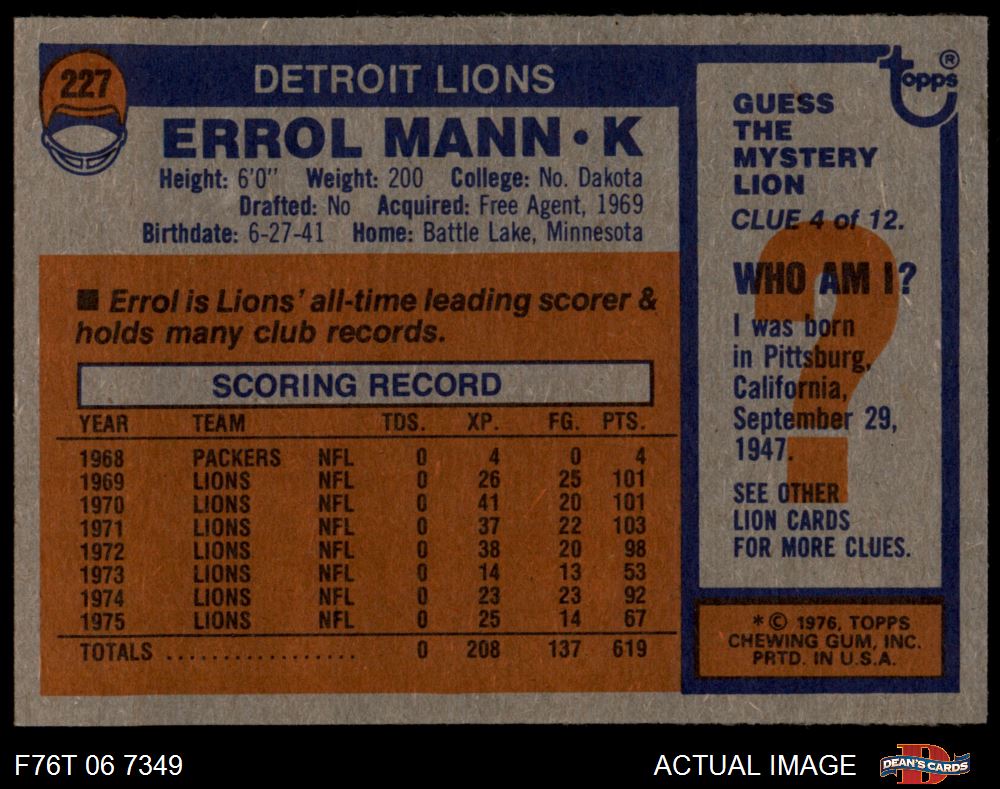 227
DETROIT LIONS
ERROL MANN • K
Height: 6'0" Weight: 200 College: No. Dakota
Drafted: No Acquired: Free Agent, 1969
Birthdate: 6-27-41 Home: Battle Lake, Minnesota
■ Errol is Lions' all-time leading scorer &
holds many club records.
SCORING RECORD
YEAR TEAM TDS. XP. FG. PTS.
1968 PACKERS NFL 0 4 0 4
1969 LIONS NFL 0 26 25 101
1970 LIONS NFL 0 41 20 101
1971 LIONS NFL 0 37 22 103
1972 LIONS NFL 0 38 20 98
1973 LIONS NFL 0 14 13 53
1974 LIONS NFL 0 23 23 92
1975 LIONS NFL 0 25 14 67
TOTALS .................. 0 208 137 619
topps ®
GUESS
THE
MYSTERY
LION
CLUE 4 of 12.
?
WHO AM I?
I was born
in Pittsburg,
California,
September 29,
1947.
SEE OTHER
LION CARDS
FOR MORE CLUES.
* © 1976, TOPPS
CHEWING GUM, INC.
PRTD. IN U.S.A.
F76T 06 7349
ACTUAL IMAGE
D
DEAN'S CARDS